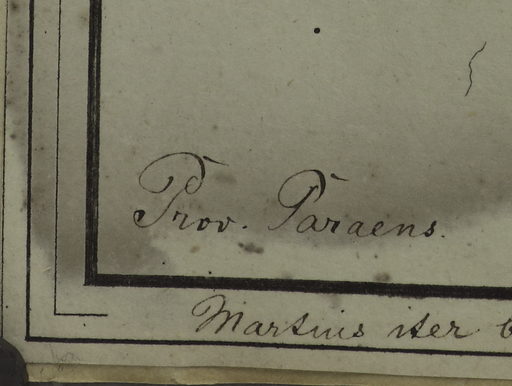 Prov. Paraens.
Martius iter